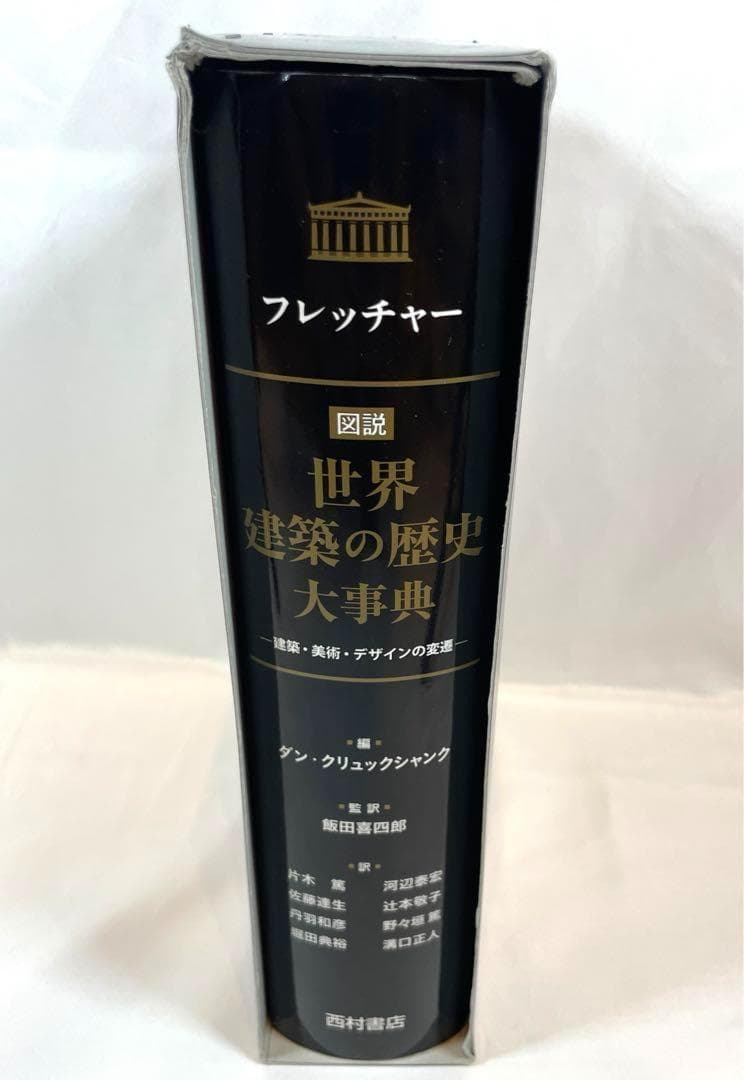 フレッチャー
図説
世界
建築の歴史
大事典
—建築・美術・デザインの変遷—
■編■
ダン・クリュックシャンク
■監訳■
飯田喜四郎
■訳■
片木 篤 河辺泰宏
佐藤達生 辻本敬子
丹羽和彦 野々垣 篤
堀田典裕 溝口正人
西村書店